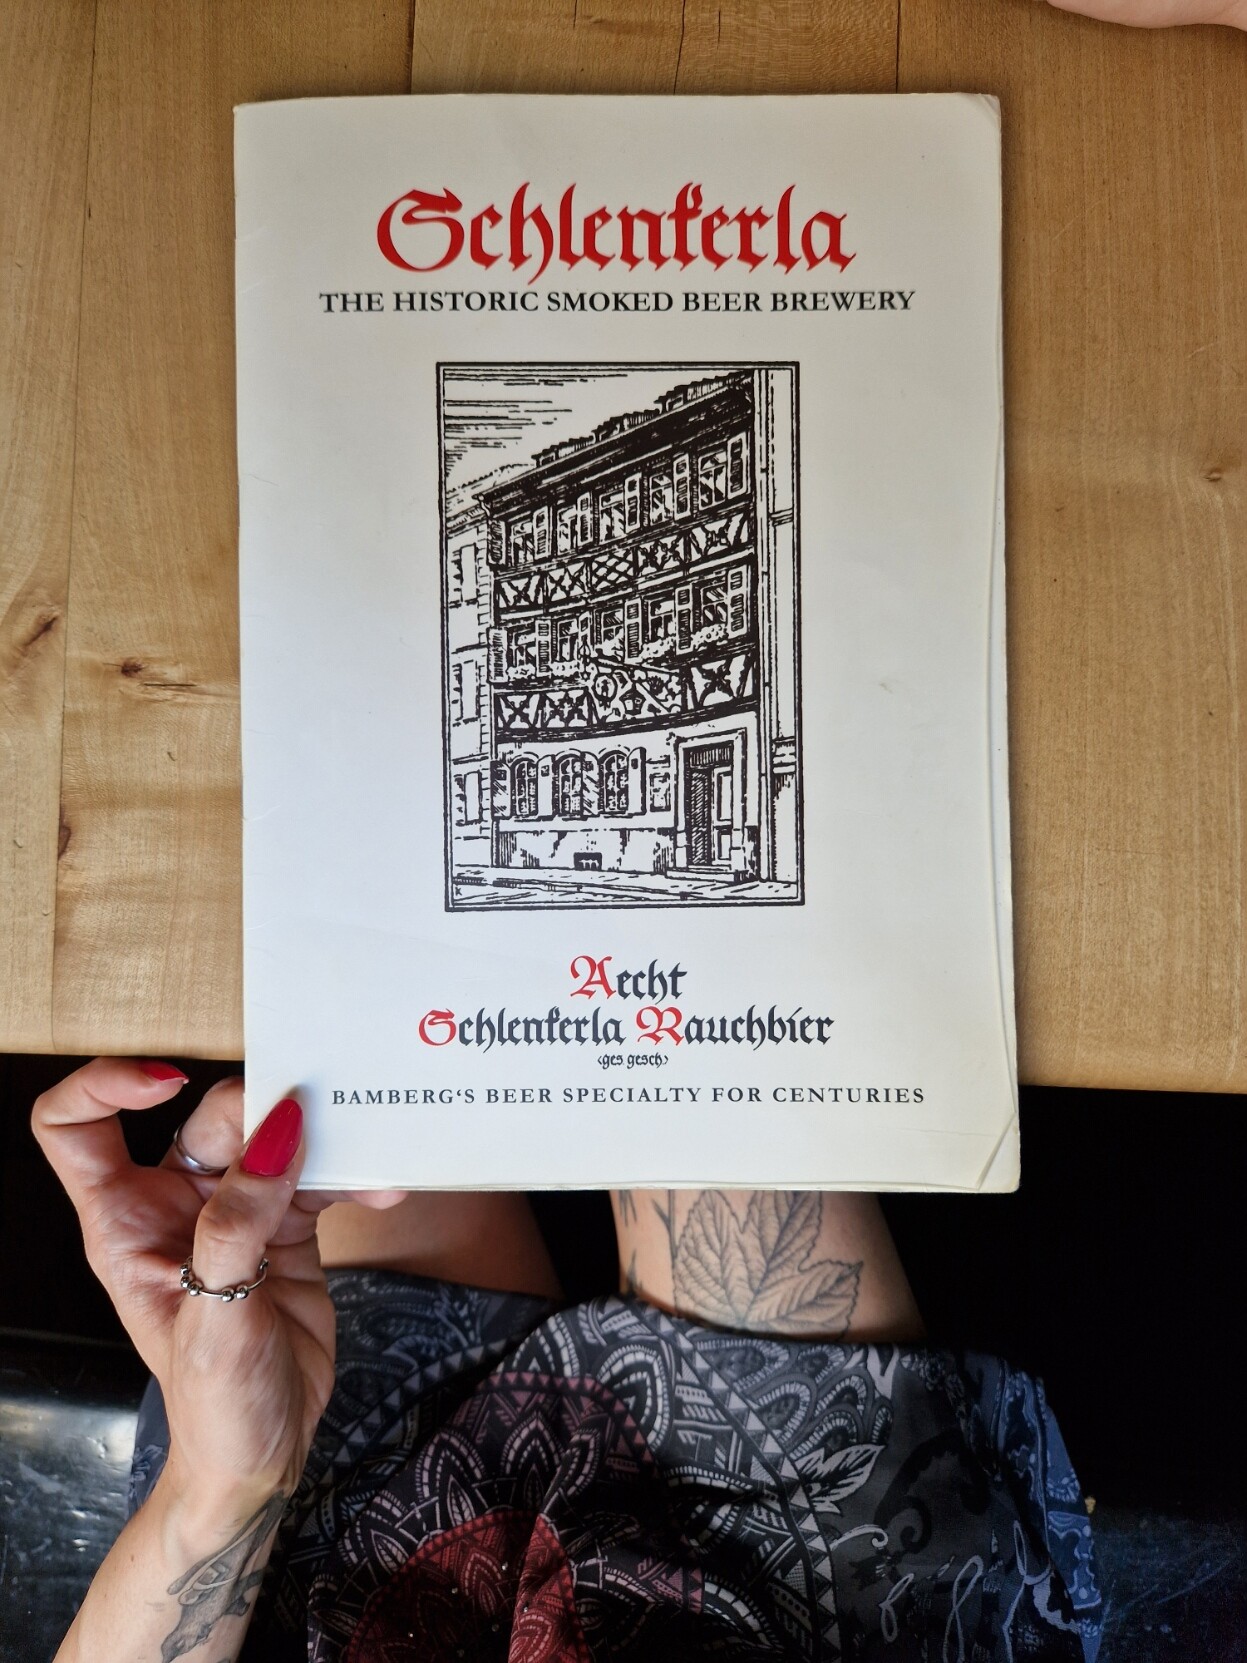 Schlenkerla
THE HISTORIC SMOKED BEER BREWERY
Aecht
Schlenkerla Rauchbier
‹ges. gesch›
BAMBERG‘S BEER SPECIALTY FOR CENTURIES